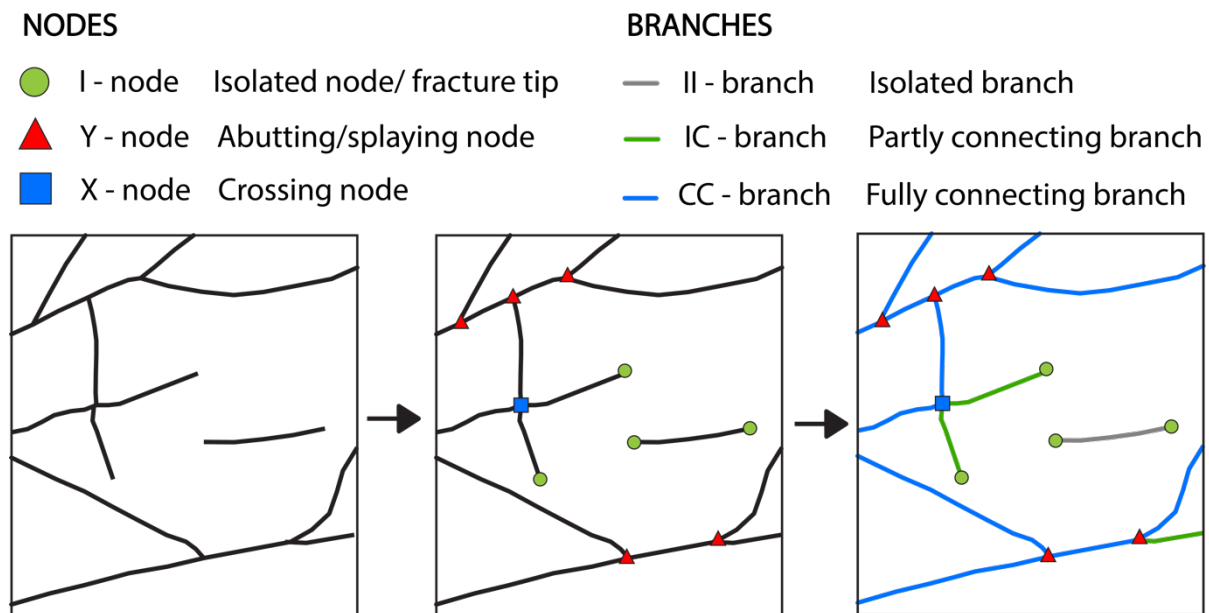 NODES
I - node Isolated node/ fracture tip
Y - node Abutting/splaying node
X - node Crossing node
BRANCHES
II - branch Isolated branch
IC - branch Partly connecting branch
CC - branch Fully connecting branch